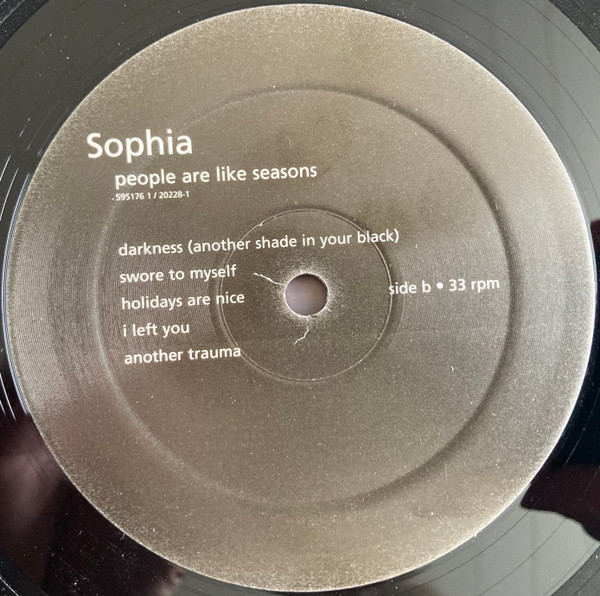 Sophia
people are like seasons
595176 1 / 20228-1
darkness (another shade in your black)
swore to myself
holidays are nice
i left you
another trauma
side b • 33 rpm